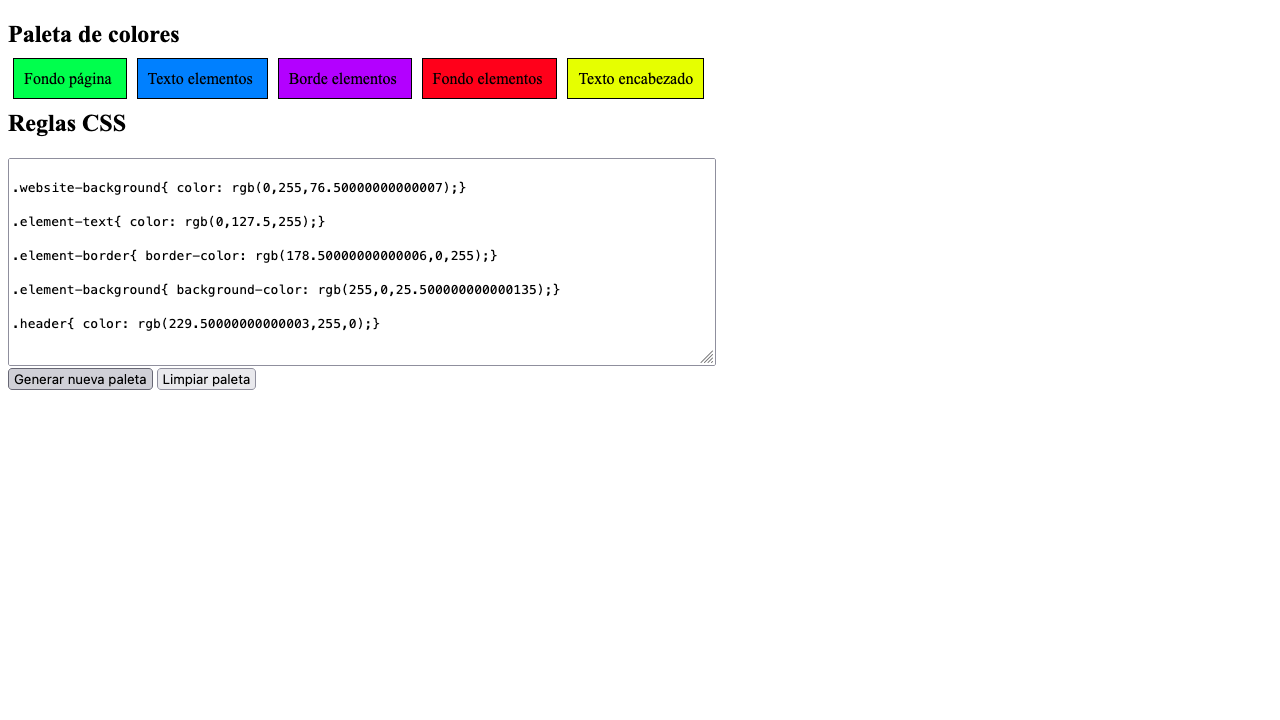 Paleta de colores
Fondo página Texto elementos Borde elementos Fondo elementos Texto encabezado
Reglas CSS
.website-background{ color: rgb(0,255,76.50000000000007);}
.element-text{ color: rgb(0,127.5,255);}
.element-border{ border-color: rgb(178.50000000000006,0,255);}
.element-background{ background-color: rgb(255,0,25.500000000000135);}
.header{ color: rgb(229.50000000000003,255,0);}
Generar nueva paleta Limpiar paleta